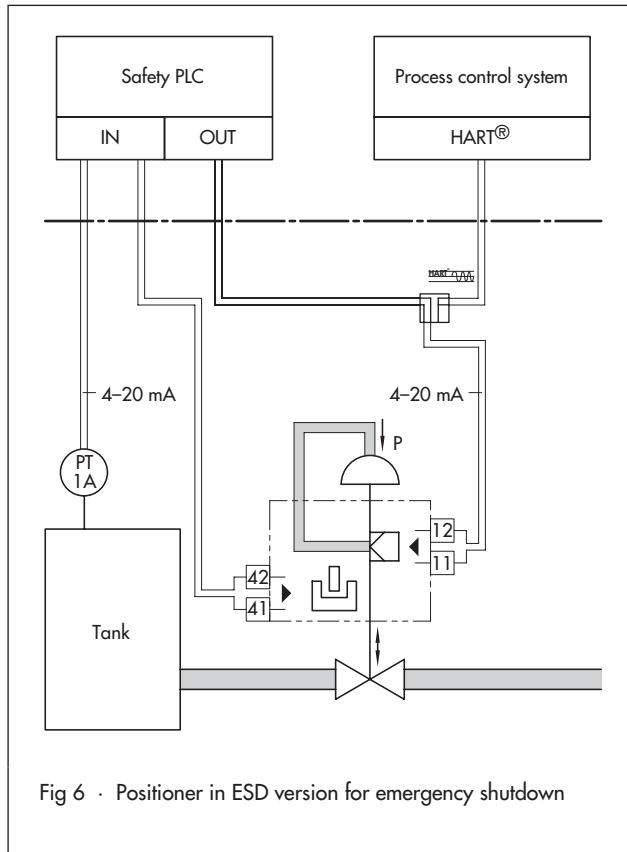 Safety PLC
Process control system
IN
OUT
HART®
HART®
4–20 mA
4–20 mA
P
PT
1A
12
11
42
41
Tank
Fig 6 · Positioner in ESD version for emergency shutdown